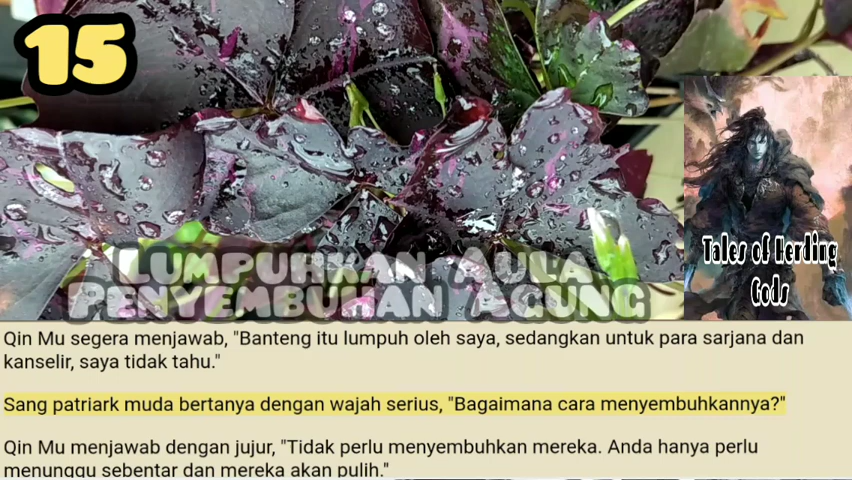 15
Lumpuhkan Aula
Penyembuhan Agung
Tales of Herding
Gods
Qin Mu segera menjawab, "Banteng itu lumpuh oleh saya, sedangkan untuk para sarjana dan
kanselir, saya tidak tahu."
Sang patriark muda bertanya dengan wajah serius, "Bagaimana cara menyembuhkannya?"
Qin Mu menjawab dengan jujur, "Tidak perlu menyembuhkan mereka. Anda hanya perlu
menunggu sebentar dan mereka akan pulih."